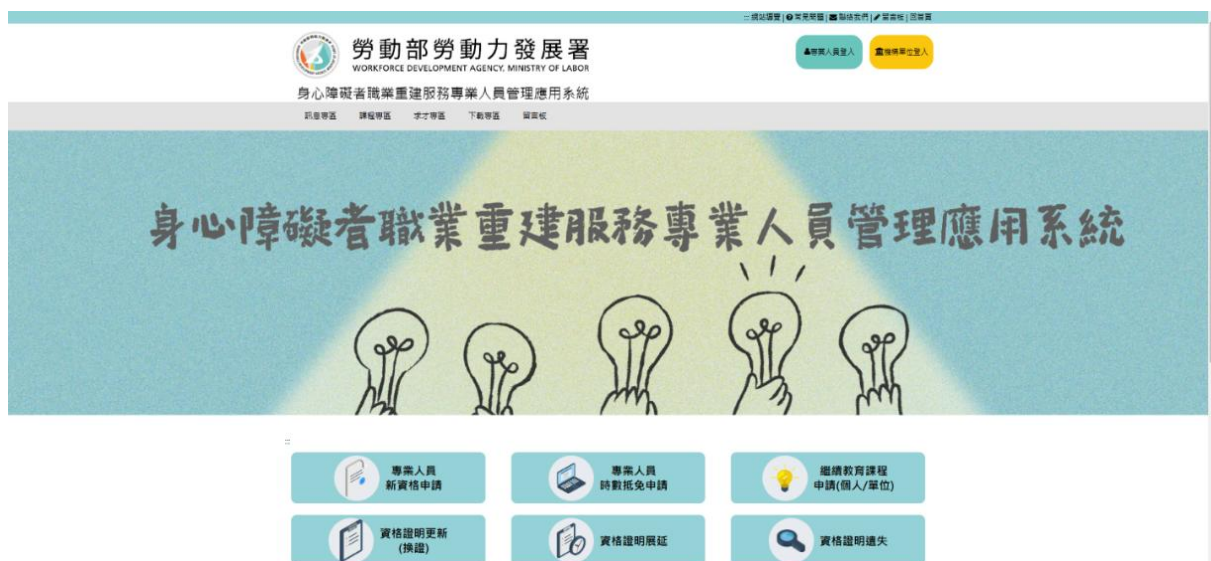 ::: 網站導覽 | 常見問題 | 聯絡我們 | 留言板 | 回首頁
勞動部勞動力發展署
WORKFORCE DEVELOPMENT AGENCY, MINISTRY OF LABOR
專業人員登入
機構單位登入
身心障礙者職業重建服務專業人員管理應用系統
訊息專區 課程專區 求才專區 下載專區 留言板
身心障礙者職業重建服務專業人員管理應用系統
:::
專業人員
新資格申請
專業人員
時數抵免申請
繼續教育課程
申請(個人/單位)
資格證明更新
(換證)
資格證明展延
資格證明遺失